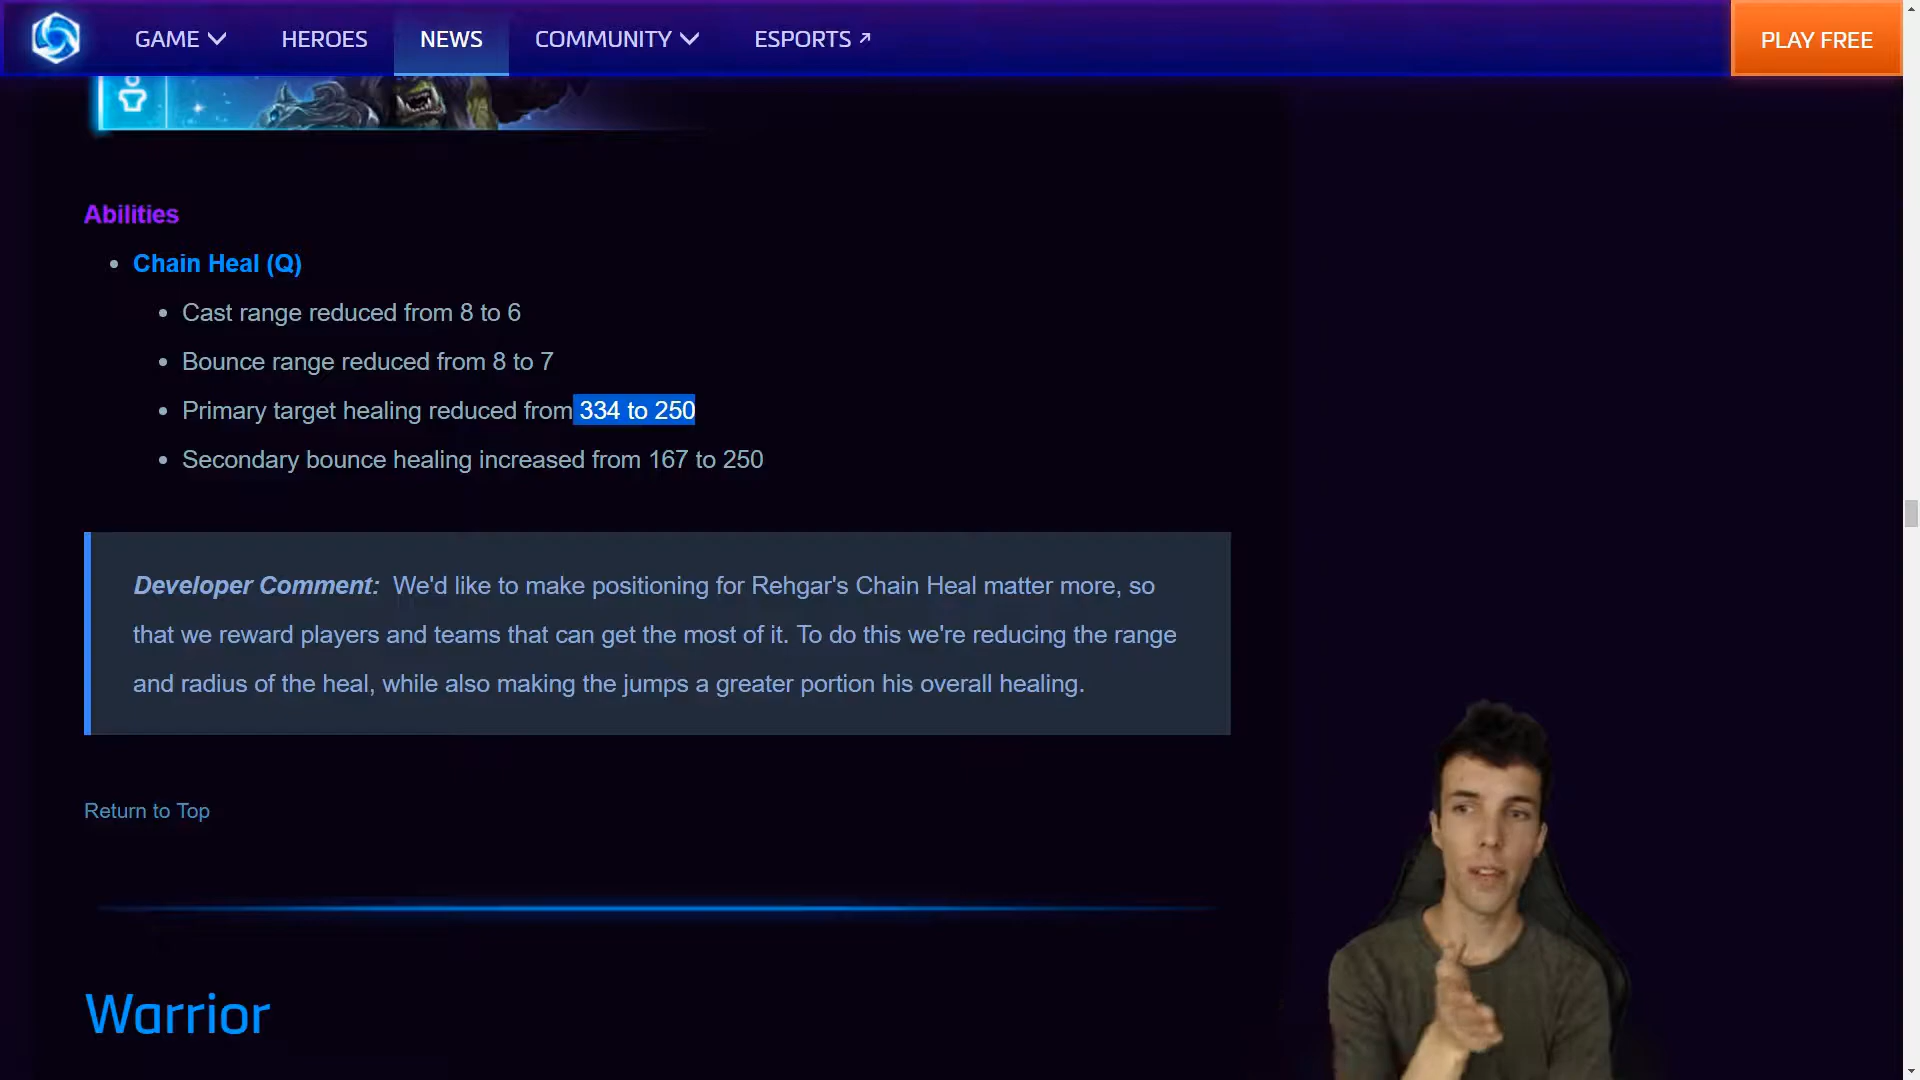 GAME HEROES NEWS COMMUNITY ESPORTS PLAY FREE
Abilities
Chain Heal (Q)
Cast range reduced from 8 to 6
Bounce range reduced from 8 to 7
Primary target healing reduced from 334 to 250
Secondary bounce healing increased from 167 to 250
Developer Comment: We'd like to make positioning for Rehgar's Chain Heal matter more, so
that we reward players and teams that can get the most of it. To do this we're reducing the range
and radius of the heal, while also making the jumps a greater portion his overall healing.
Return to Top
Warrior